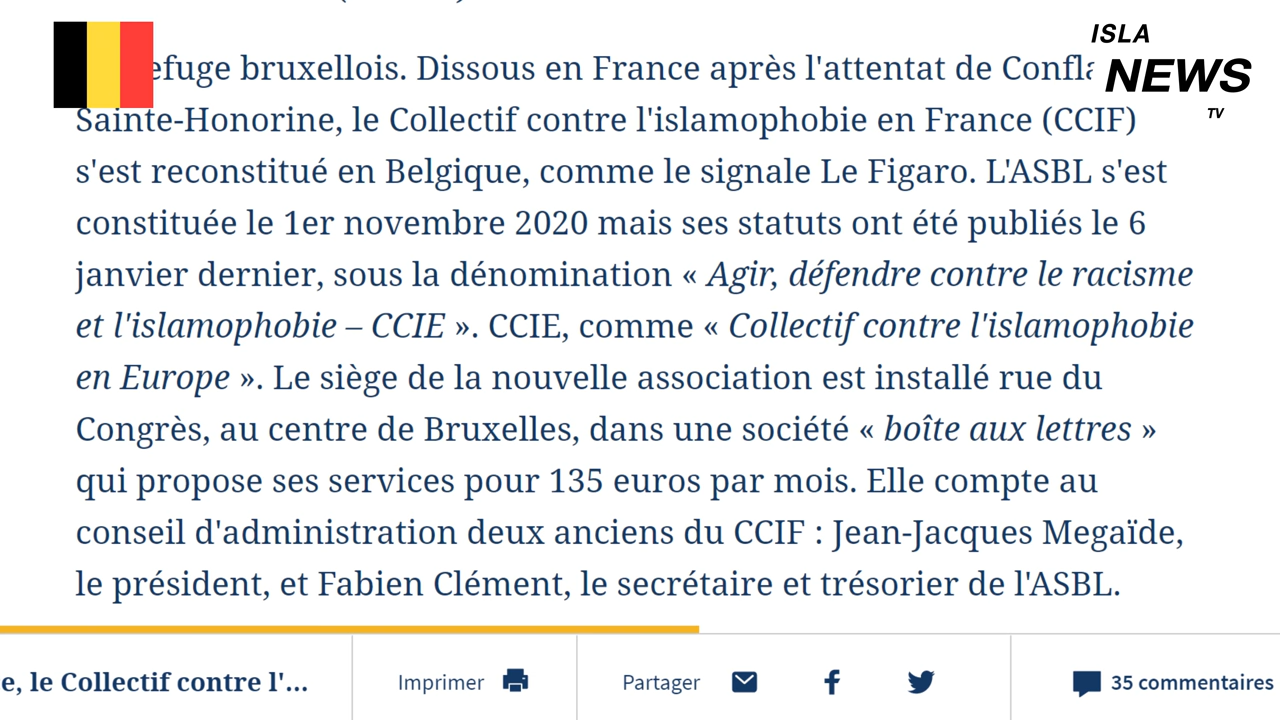 ISLA
NEWS
TV
efuge bruxellois. Dissous en France après l'attentat de
Sainte-Honorine, le Collectif contre l'islamophobie en France (CCIF)
s'est reconstitué en Belgique, comme le signale Le Figaro. L'ASBL s'est
constituée le 1er novembre 2020 mais ses statuts ont été publiés le 6
janvier dernier, sous la dénomination « Agir, défendre contre le racisme
et l'islamophobie – CCIE ». CCIE, comme « Collectif contre l'islamophobie
en Europe ». Le siège de la nouvelle association est installé rue du
Congrès, au centre de Bruxelles, dans une société « boîte aux lettres »
qui propose ses services pour 135 euros par mois. Elle compte au
conseil d'administration deux anciens du CCIF : Jean-Jacques Megaïde,
le président, et Fabien Clément, le secrétaire et trésorier de l'ASBL.
e, le Collectif contre l'...
Imprimer
Partager
35 commentaires